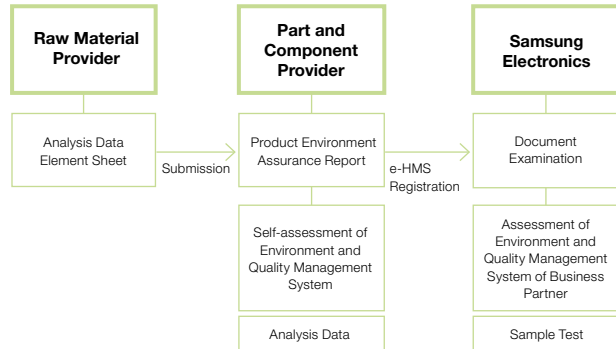 Raw Material
Provider
Part and
Component
Provider
Samsung
Electronics
Analysis Data
Element Sheet
Submission
Product Environment
Assurance Report
e-HMS
Registration
Document
Examination
Self-assessment of
Environment and
Quality Management
System
Assessment of
Environment and
Quality Management
System of Business
Partner
Analysis Data
Sample Test